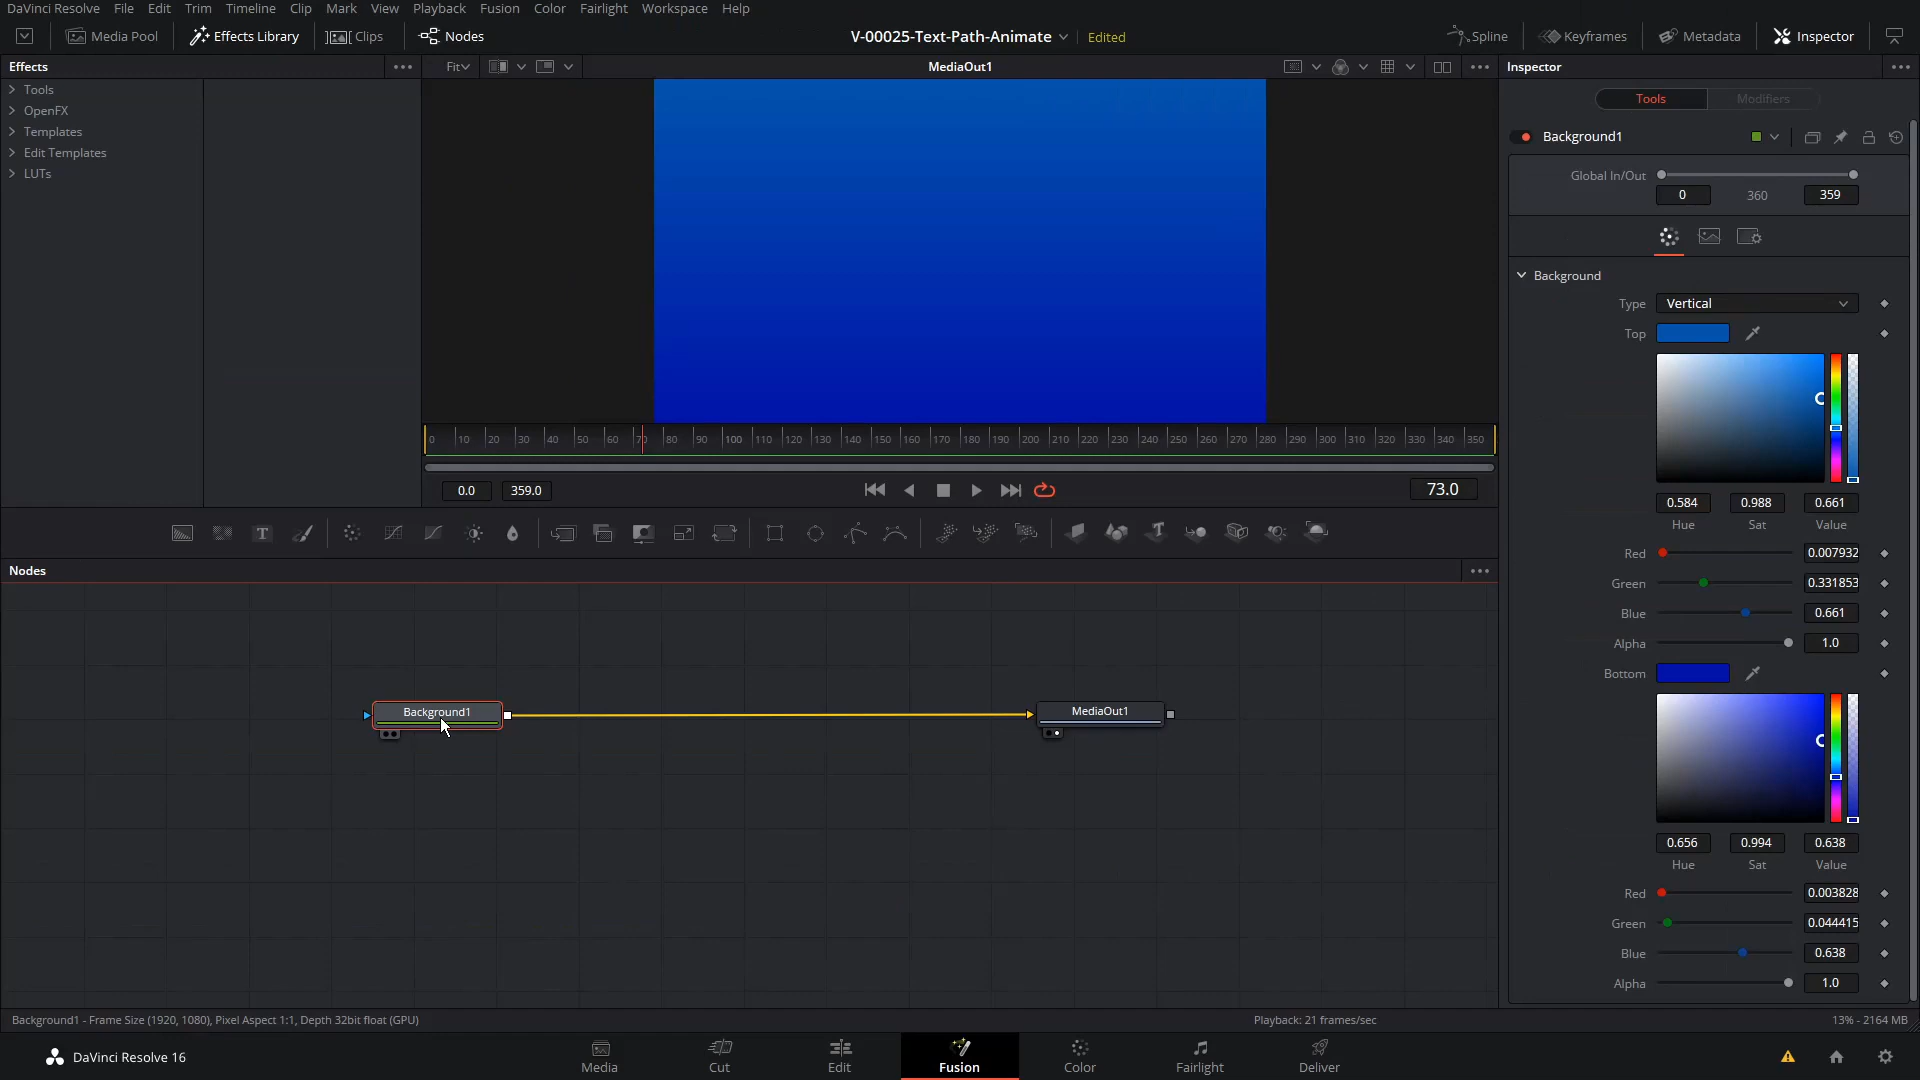 DaVinci Resolve File Edit Trim Timeline Clip Mark View Playback Fusion Color Fairlight Workspace Help
Media Pool Effects Library Clips Nodes V-00025-Text-Path-Animate Edited Spline Keyframes Metadata Inspector
Effects Fit MediaOut1 Inspector
Tools
OpenFX
Templates
Edit Templates
LUTs
Tools Modifiers
Background1
Global In/Out
0 360 359
Background
Type Vertical
Top
0.584 0.988 0.661
Hue Sat Value
Red 0.007932
Green 0.331853
Blue 0.661
Alpha 1.0
Bottom
0.656 0.994 0.638
Hue Sat Value
Red 0.003828
Green 0.044415
Blue 0.638
Alpha 1.0
0 10 20 30 40 50 60 70 80 90 100 110 120 130 140 150 160 170 180 190 200 210 220 230 240 250 260 270 280 290 300 310 320 330 340 350
0.0 359.0 73.0
T
Nodes
Background1 MediaOut1
Background1 - Frame Size (1920, 1080), Pixel Aspect 1:1, Depth 32bit float (GPU) Playback: 21 frames/sec 13% - 2164 MB
DaVinci Resolve 16 Media Cut Edit Fusion Color Fairlight Deliver